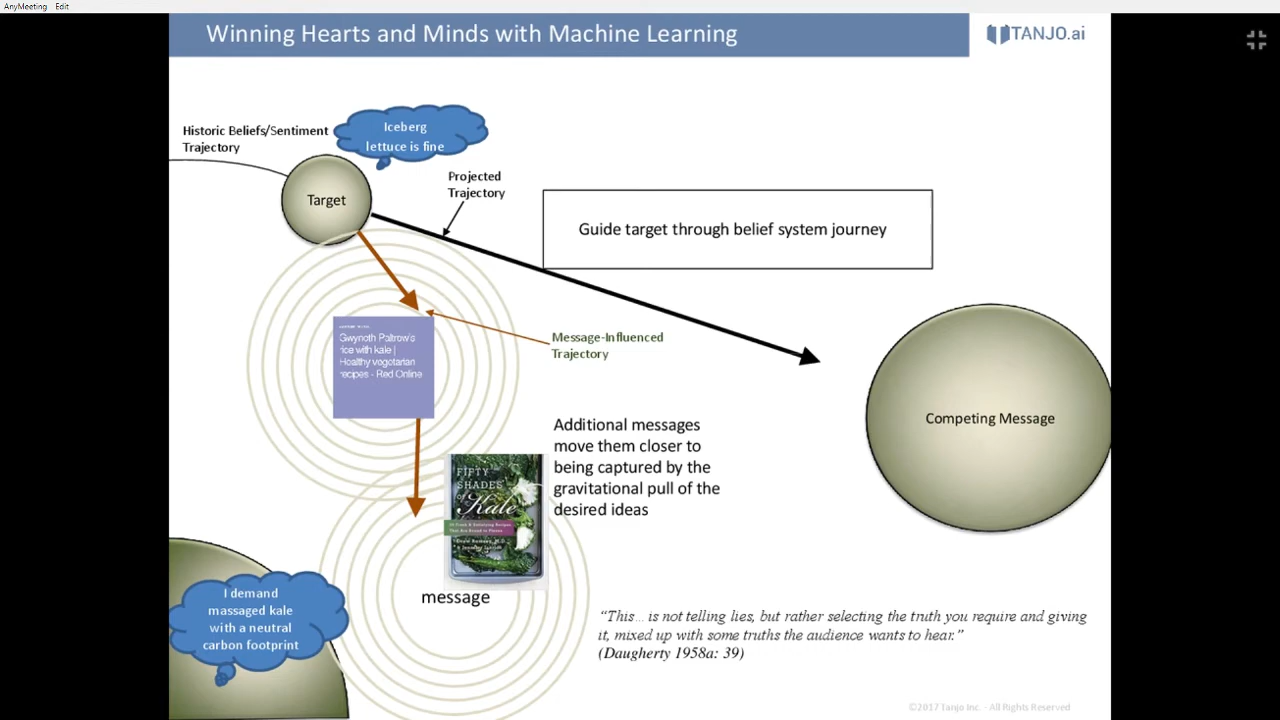 AnyMeeting - Edit
Winning Hearts and Minds with Machine Learning
TANJO.ai
Historic Beliefs/Sentiment
Trajectory
Iceberg
lettuce is fine
Target
Projected
Trajectory
Guide target through belief system journey
Gwynoth Paltrow's
rice with kale |
Healthy vegetarian
recipes - Red Online
Message-Influenced
Trajectory
Competing Message
Additional messages
move them closer to
being captured by the
gravitational pull of the
desired ideas
FIFTY
SHADES
of
Kale
message
I demand
massaged kale
with a neutral
carbon footprint
“This... is not telling lies, but rather selecting the truth you require and giving
it, mixed up with some truths the audience wants to hear.”
(Daugherty 1958a: 39)
©2017 Tanjo Inc. - All Rights Reserved